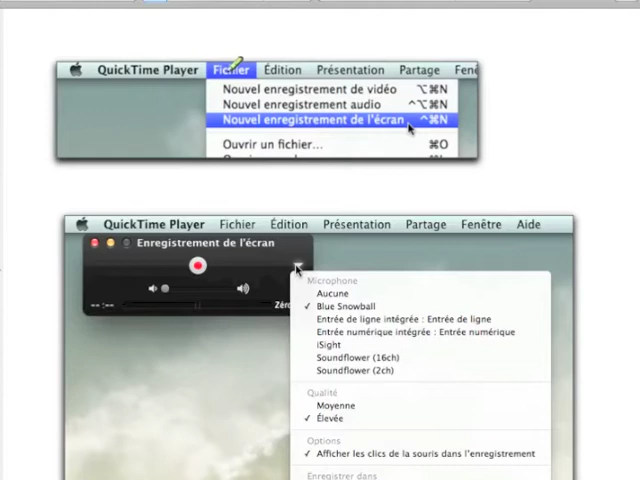 QuickTime Player Fichier Édition Présentation Partage Fenê
Nouvel enregistrement de vidéo ⌥⌘N
Nouvel enregistrement audio ^⌥⌘N
Nouvel enregistrement de l'écran ^⌘N
Ouvrir un fichier... ⌘O
QuickTime Player Fichier Édition Présentation Partage Fenêtre Aide
Enregistrement de l'écran
Microphone
Aucune
✓ Blue Snowball
Entrée de ligne intégrée : Entrée de ligne
Entrée numérique intégrée : Entrée numérique
iSight
Soundflower (16ch)
Soundflower (2ch)
--:-- Zéro
Qualité
Moyenne
✓ Élevée
Options
✓ Afficher les clics de la souris dans l'enregistrement
Enregistrer dans